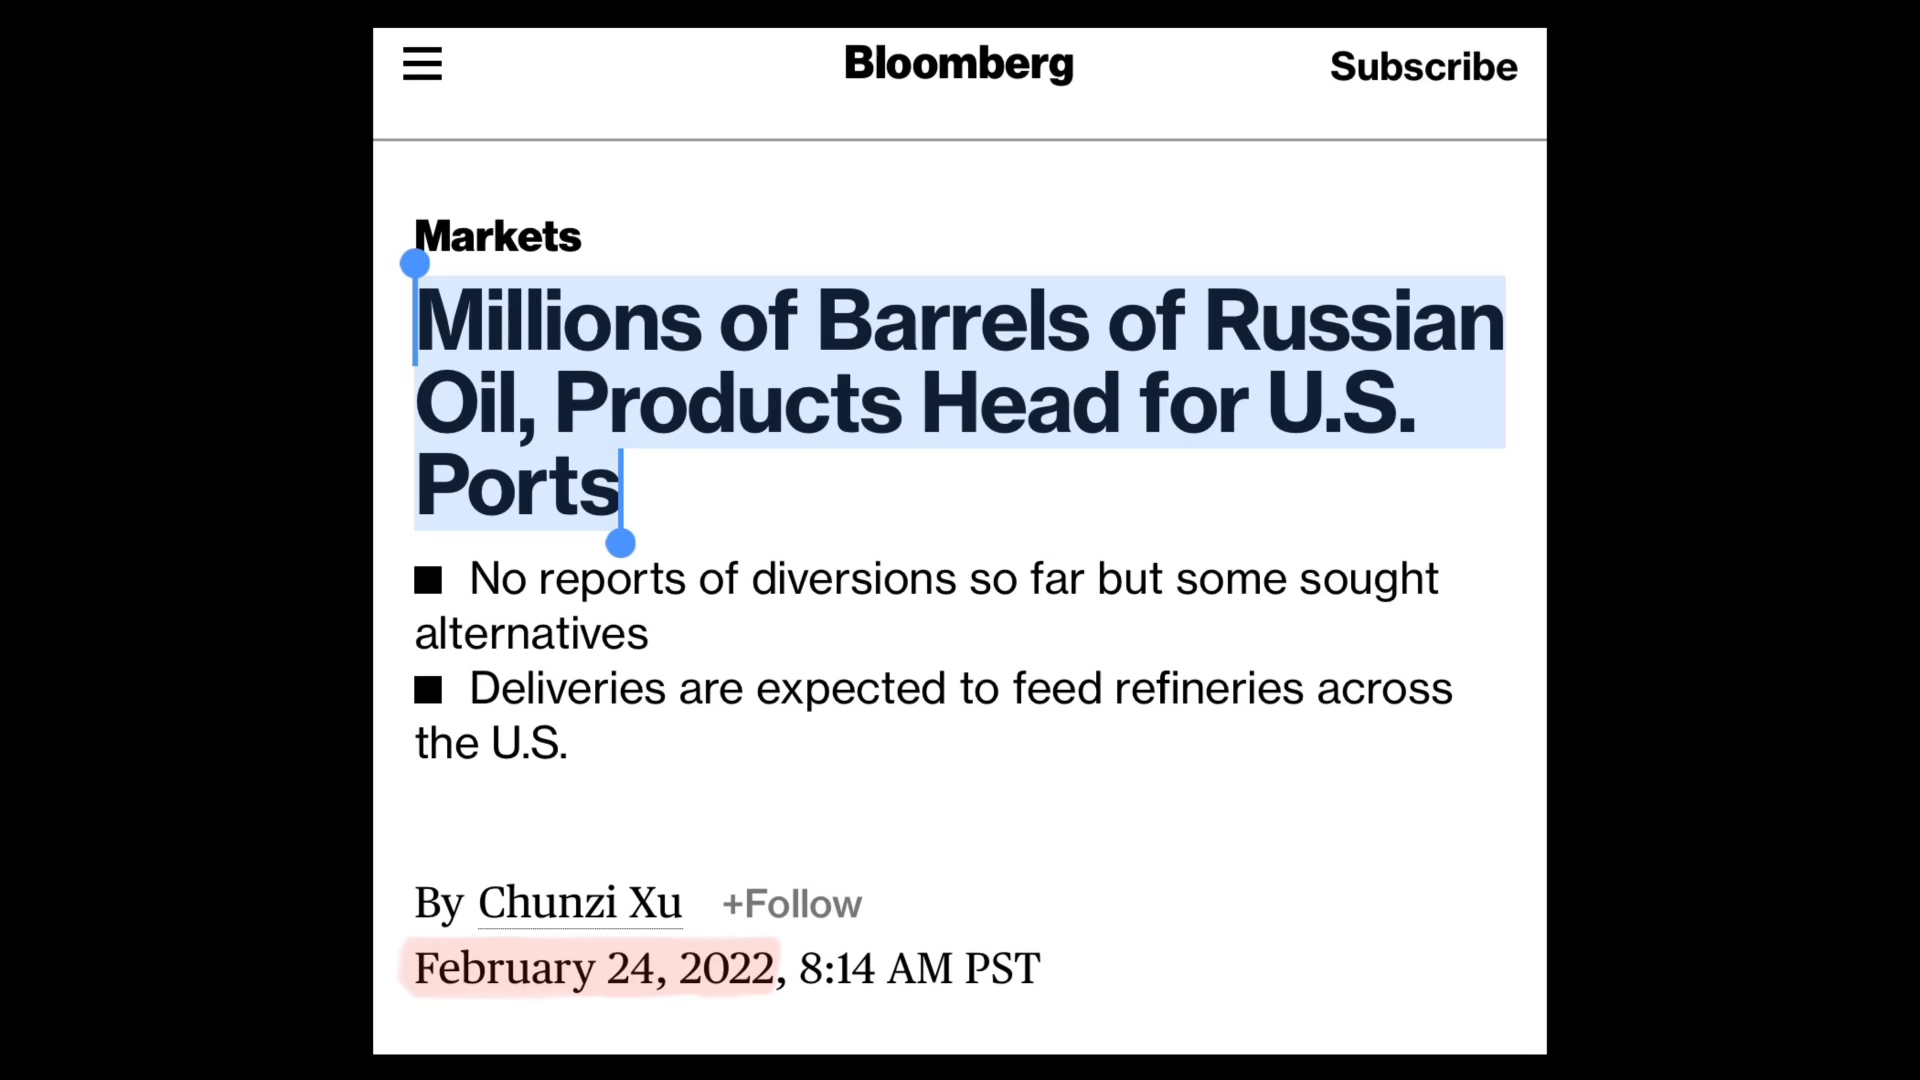 Bloomberg
Subscribe
Markets
Millions of Barrels of Russian
Oil, Products Head for U.S.
Ports
■ No reports of diversions so far but some sought
alternatives
■ Deliveries are expected to feed refineries across
the U.S.
By Chunzi Xu +Follow
February 24, 2022, 8:14 AM PST